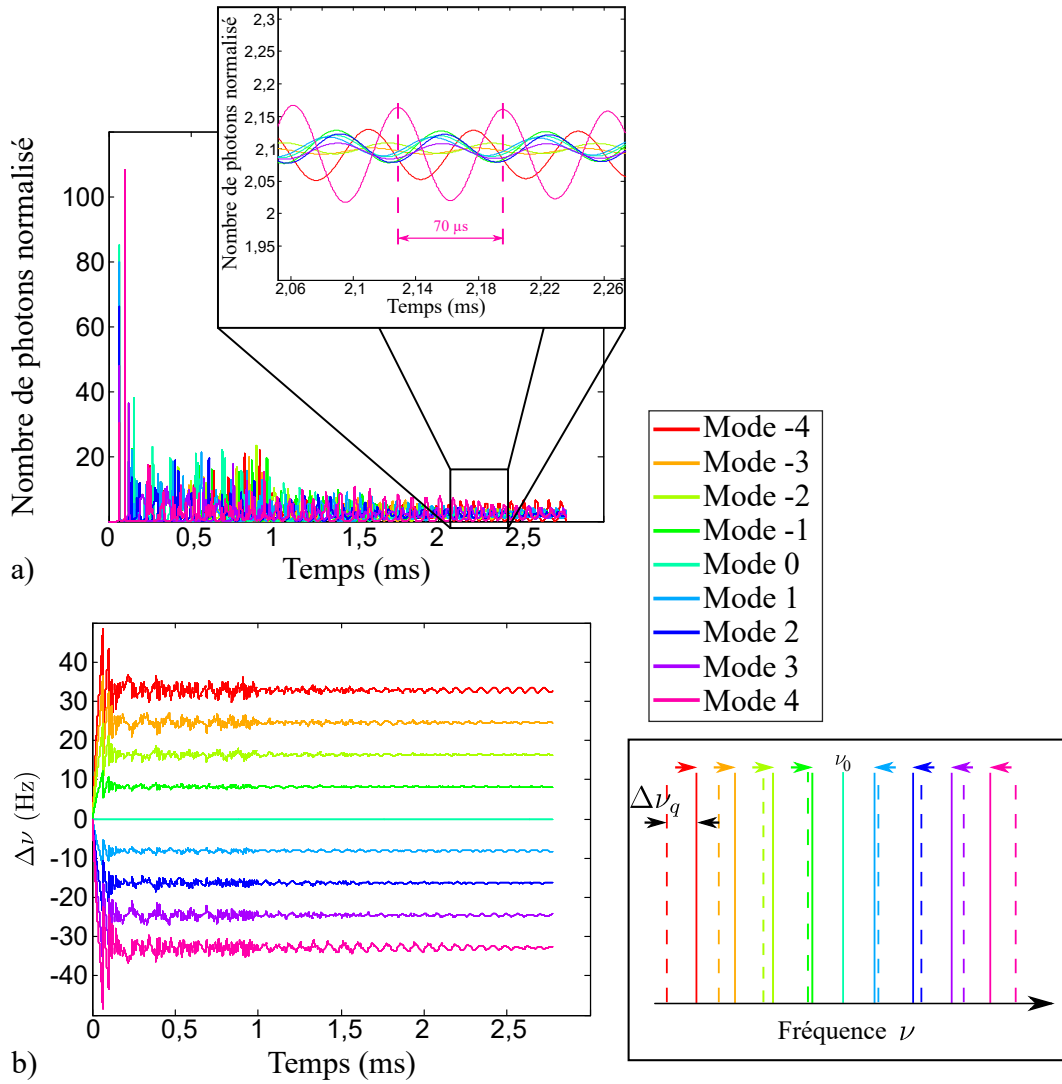 Nombre de photons normalisé
2,3
2,2
2,15
2,1
2,05
2
1,95
2,06
2,1
2,14
2,18
2,22
2,26
Temps (ms)
70 µs
Nombre de photons normalisé
100
80
60
40
20
0
0,5
1
1,5
2
2,5
Temps (ms)
a)
Mode -4
Mode -3
Mode -2
Mode -1
Mode 0
Mode 1
Mode 2
Mode 3
Mode 4
Δν (Hz)
40
30
20
10
0
-10
-20
-30
-40
0
0,5
1
1,5
2
2,5
Temps (ms)
b)
ν0
Δνq
Fréquence ν